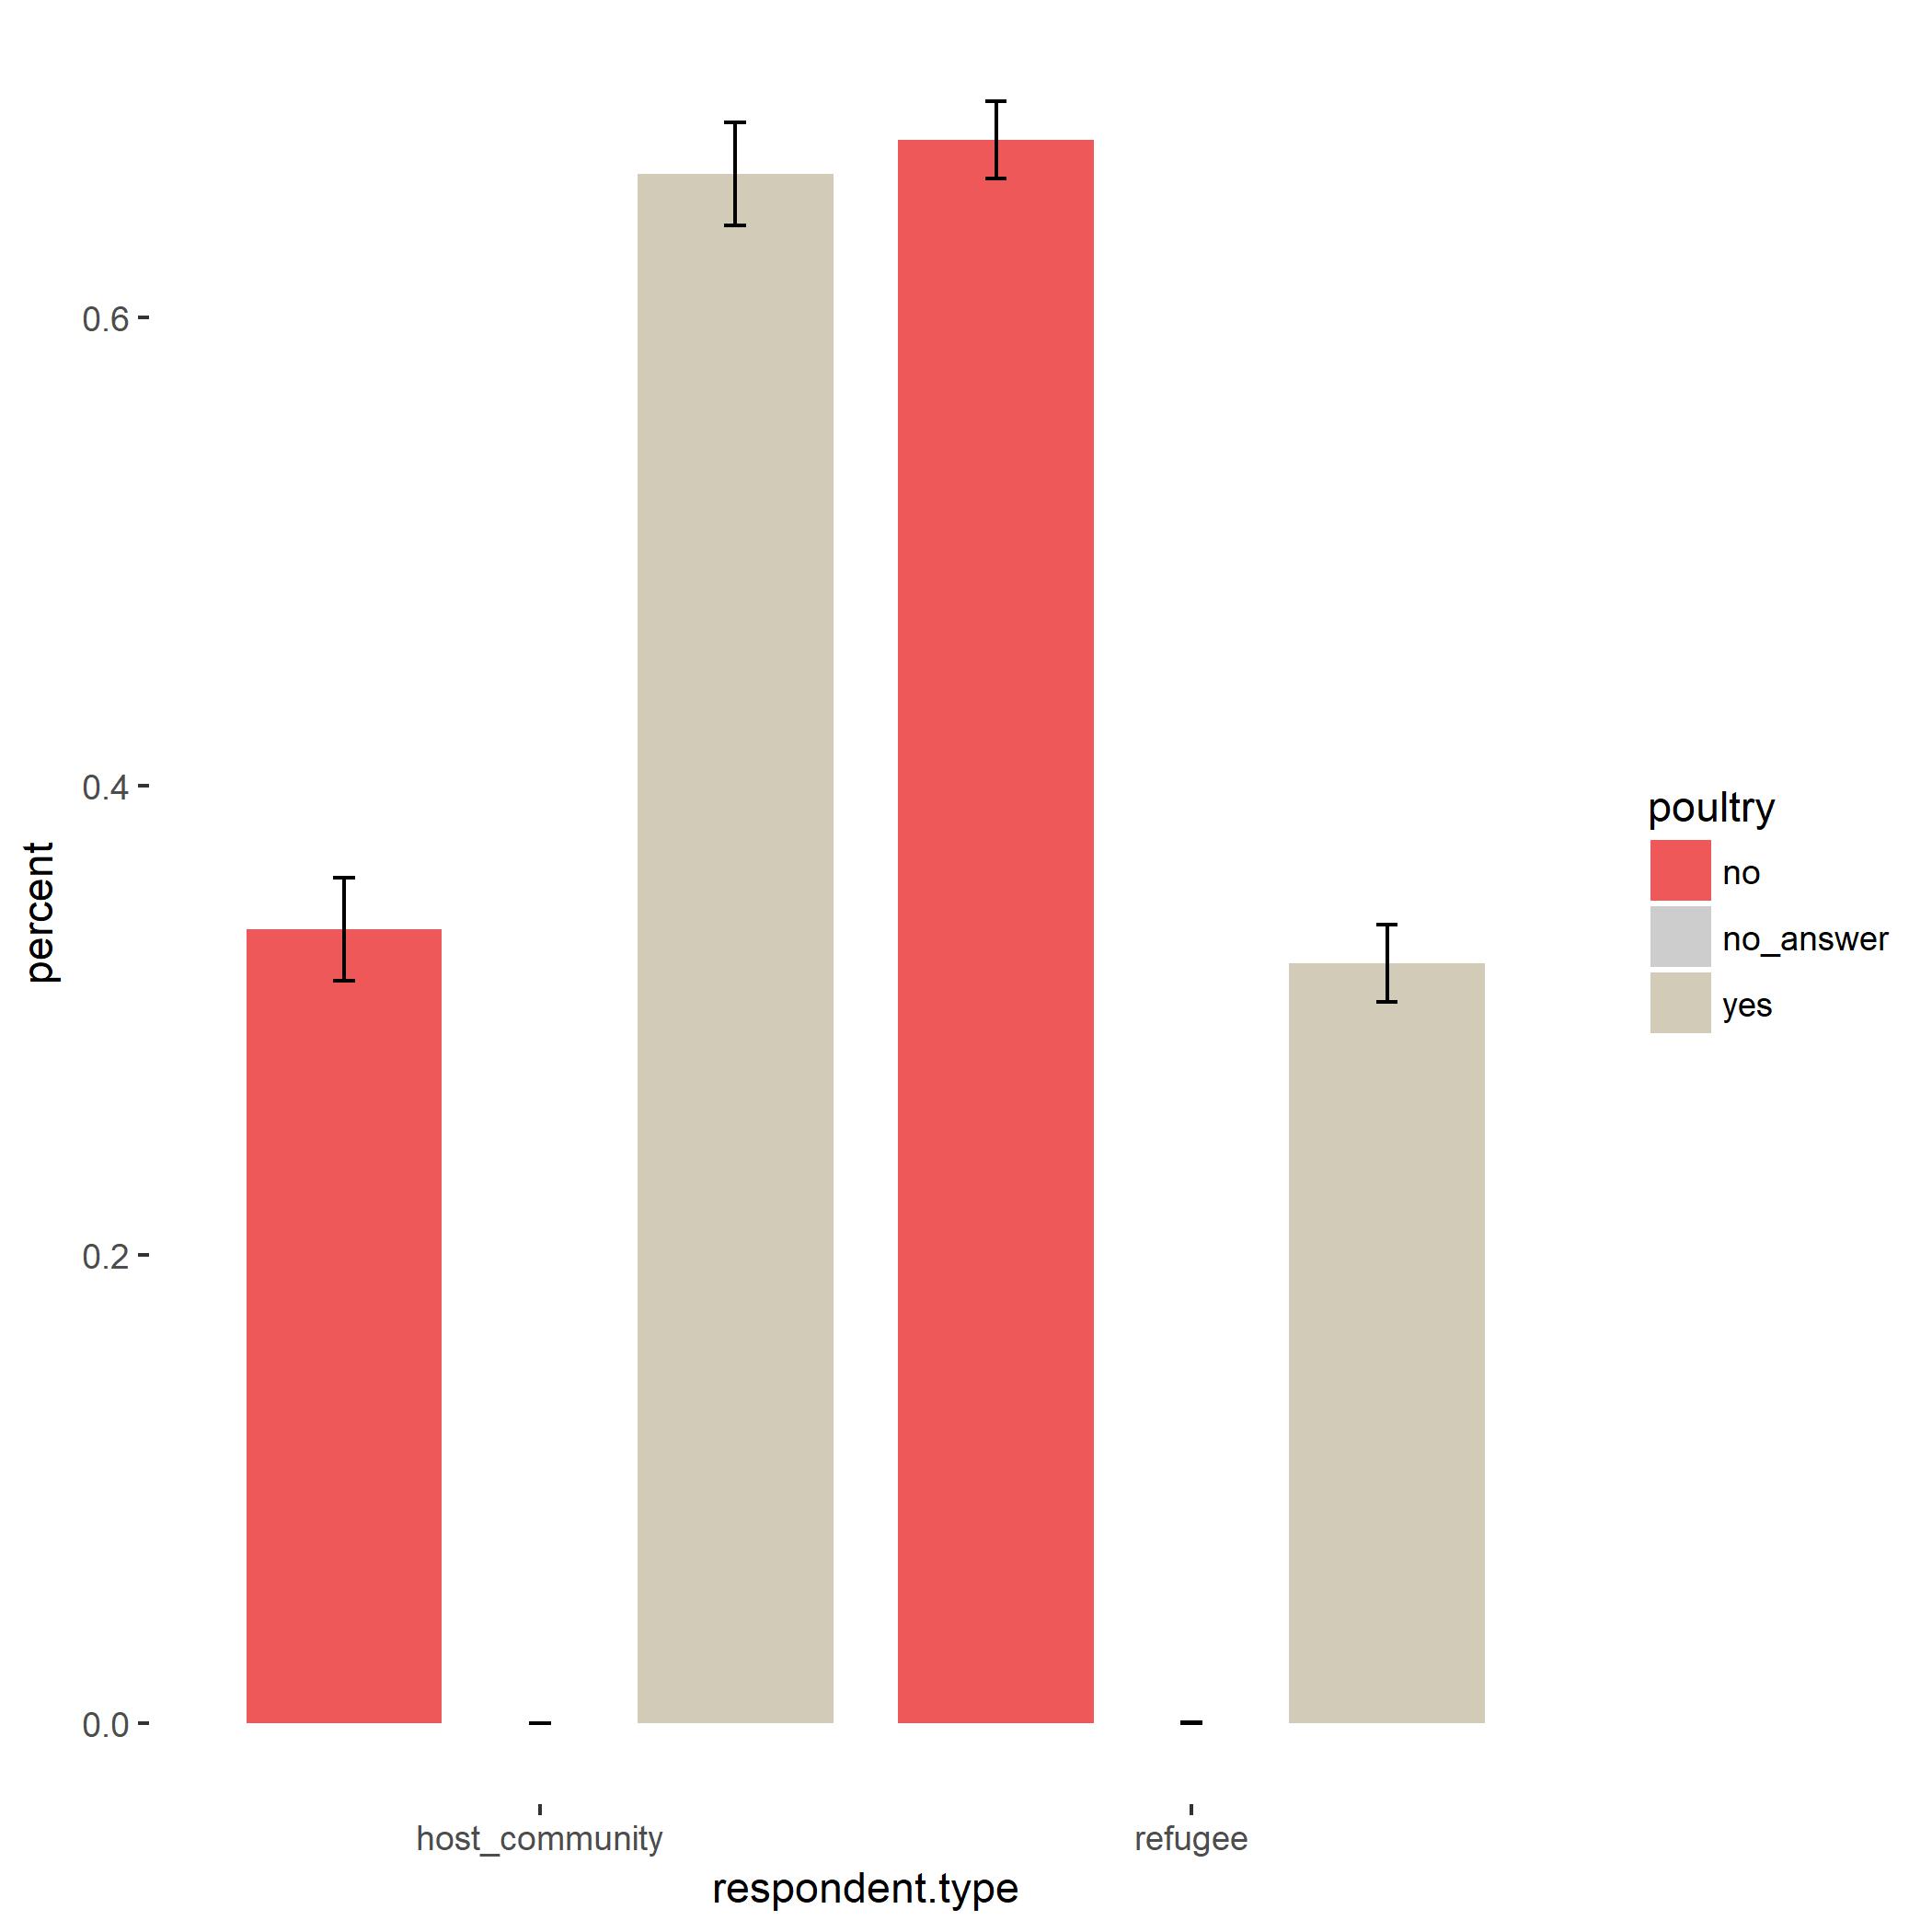 percent
0.6
0.4
0.2
0.0
host_community
refugee
respondent.type
poultry
no
no_answer
yes